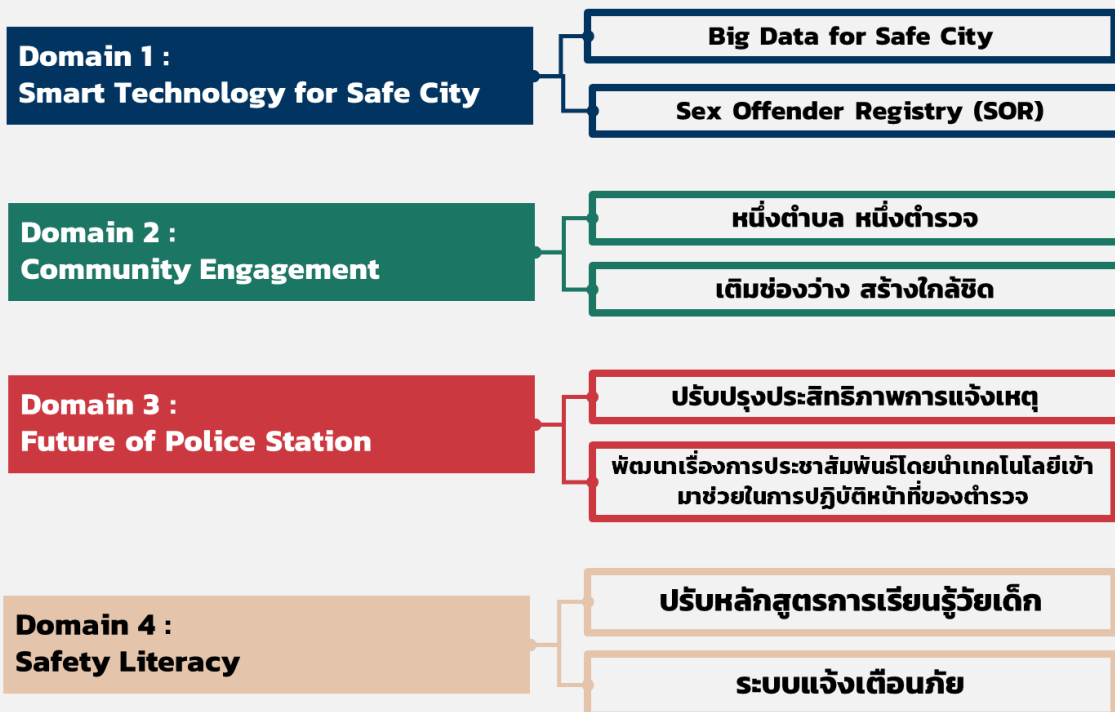 Domain 1 :
Smart Technology for Safe City
Big Data for Safe City
Sex Offender Registry (SOR)
Domain 2 :
Community Engagement
หนึ่งตำบล หนึ่งตำรวจ
เติมช่องว่าง สร้างใกล้ชิด
Domain 3 :
Future of Police Station
ปรับปรุงประสิทธิภาพการแจ้งเหตุ
พัฒนาเรื่องการประชาสัมพันธ์โดยนำเทคโนโลยีเข้า
มาช่วยในการปฏิบัติหน้าที่ของตำรวจ
Domain 4 :
Safety Literacy
ปรับหลักสูตรการเรียนรู้วัยเด็ก
ระบบแจ้งเตือนภัย